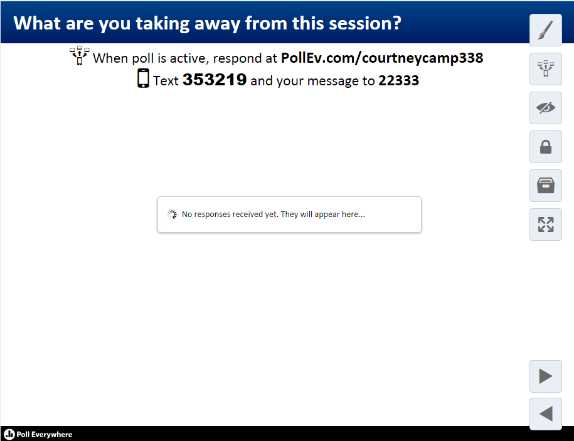 What are you taking away from this session?
When poll is active, respond at PollEv.com/courtneycamp338
Text 353219 and your message to 22333
No responses received yet. They will appear here...
Poll Everywhere